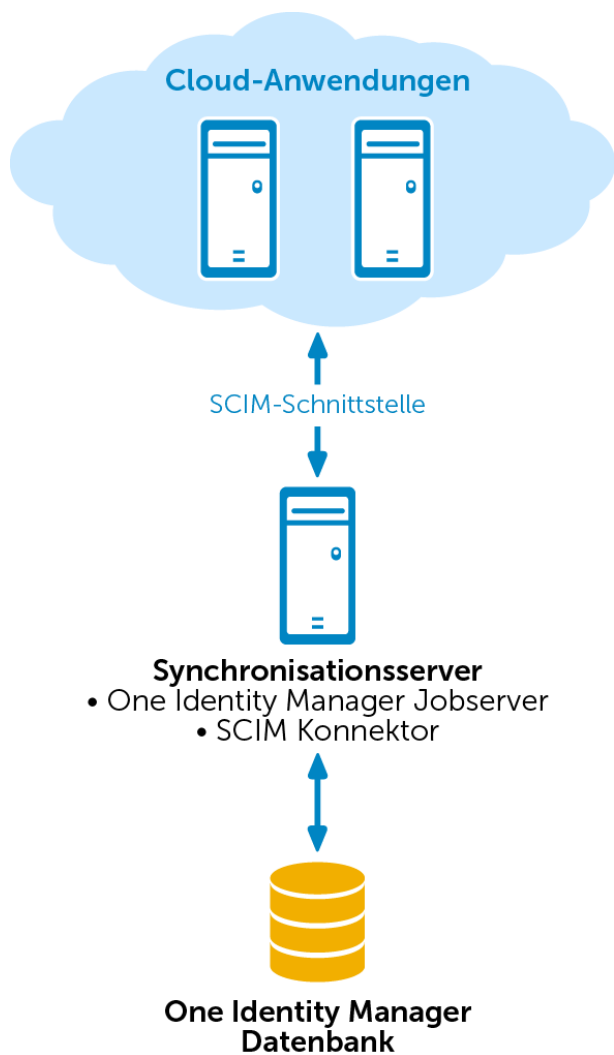 Cloud-Anwendungen
SCIM-Schnittstelle
Synchronisationsserver
• One Identity Manager Jobserver
• SCIM Konnektor
One Identity Manager
Datenbank